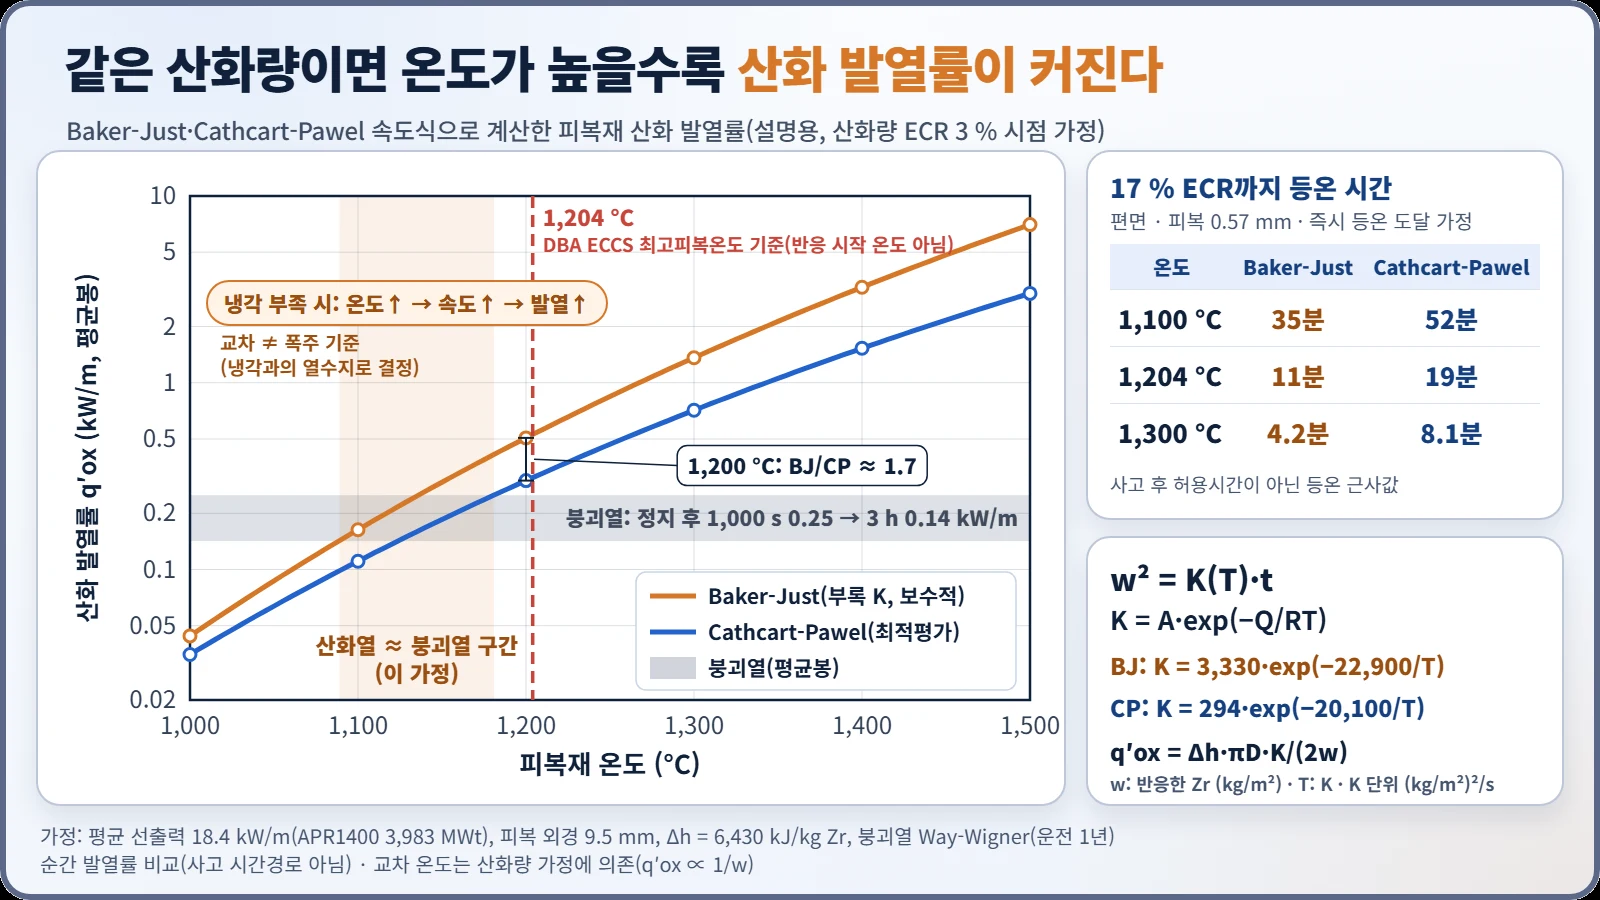 같은 산화량이면 온도가 높을수록 산화 발열률이 커진다
Baker-Just·Cathcart-Pawel 속도식으로 계산한 피복재 산화 발열률(설명용, 산화량 ECR 3 % 시점 가정)
산화 발열률 q′ox (kW/m, 평균봉)
10
5
2
1
0.5
0.2
0.1
0.05
0.02
1,204 °C
DBA ECCS 최고피복온도 기준(반응 시작 온도 아님)
냉각 부족 시: 온도↑ → 속도↑ → 발열↑
교차 ≠ 폭주 기준
(냉각과의 열수지로 결정)
1,200 °C: BJ/CP ≈ 1.7
붕괴열: 정지 후 1,000 s 0.25 → 3 h 0.14 kW/m
산화열 ≈ 붕괴열 구간
(이 가정)
Baker-Just(부록 K, 보수적)
Cathcart-Pawel(최적평가)
붕괴열(평균봉)
1,000 1,100 1,200 1,300 1,400 1,500
피복재 온도 (°C)
17 % ECR까지 등온 시간
편면 · 피복 0.57 mm · 즉시 등온 도달 가정
온도 Baker-Just Cathcart-Pawel
1,100 °C 35분 52분
1,204 °C 11분 19분
1,300 °C 4.2분 8.1분
사고 후 허용시간이 아닌 등온 근사값
w² = K(T)·t
K = A·exp(−Q/RT)
BJ: K = 3,330·exp(−22,900/T)
CP: K = 294·exp(−20,100/T)
q′ox = Δh·πD·K/(2w)
w: 반응한 Zr (kg/m²) · T: K · K 단위 (kg/m²)²/s
가정: 평균 선출력 18.4 kW/m(APR1400 3,983 MWt), 피복 외경 9.5 mm, Δh = 6,430 kJ/kg Zr, 붕괴열 Way-Wigner(운전 1년)
순간 발열률 비교(사고 시간경로 아님) · 교차 온도는 산화량 가정에 의존(q′ox ∝ 1/w)